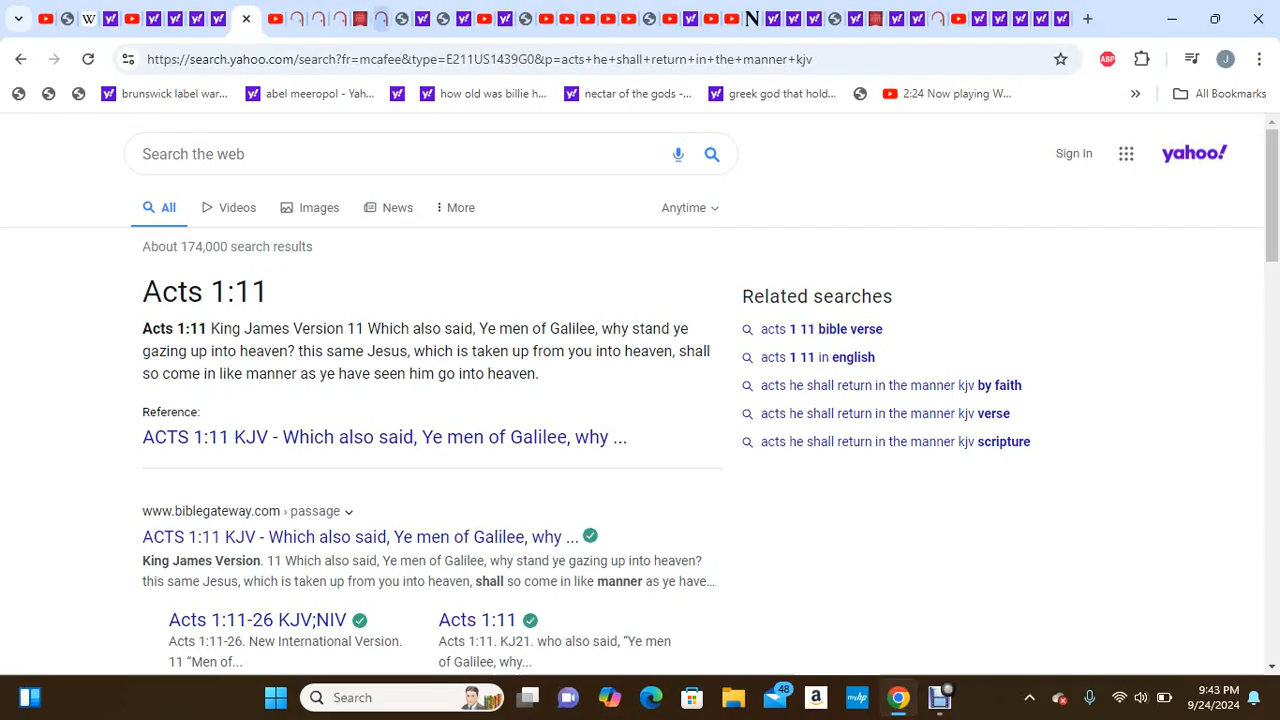 https://search.yahoo.com/search?fr=mcafee&type=E211US1439G0&p=acts+he+shall+return+in+the+manner+kjv
ABP
J
brunswick label war...
abel meeropol - Yah...
how old was billie h...
nectar of the gods -...
greek god that hold...
2:24 Now playing W...
»
All Bookmarks
Search the web
Sign In
yahoo!
All
Videos
Images
News
More
Anytime
About 174,000 search results
Acts 1:11
Acts 1:11 King James Version 11 Which also said, Ye men of Galilee, why stand ye
gazing up into heaven? this same Jesus, which is taken up from you into heaven, shall
so come in like manner as ye have seen him go into heaven.
Reference:
ACTS 1:11 KJV - Which also said, Ye men of Galilee, why ...
Related searches
acts 1 11 bible verse
acts 1 11 in english
acts he shall return in the manner kjv by faith
acts he shall return in the manner kjv verse
acts he shall return in the manner kjv scripture
www.biblegateway.com › passage
ACTS 1:11 KJV - Which also said, Ye men of Galilee, why ...
King James Version. 11 Which also said, Ye men of Galilee, why stand ye gazing up into heaven?
this same Jesus, which is taken up from you into heaven, shall so come in like manner as ye have...
Acts 1:11-26 KJV;NIV
Acts 1:11-26. New International Version.
11 “Men of...
Acts 1:11
Acts 1:11. KJ21. who also said, “Ye men
of Galilee, why...
Search
48
a
myhp
9:43 PM
9/24/2024